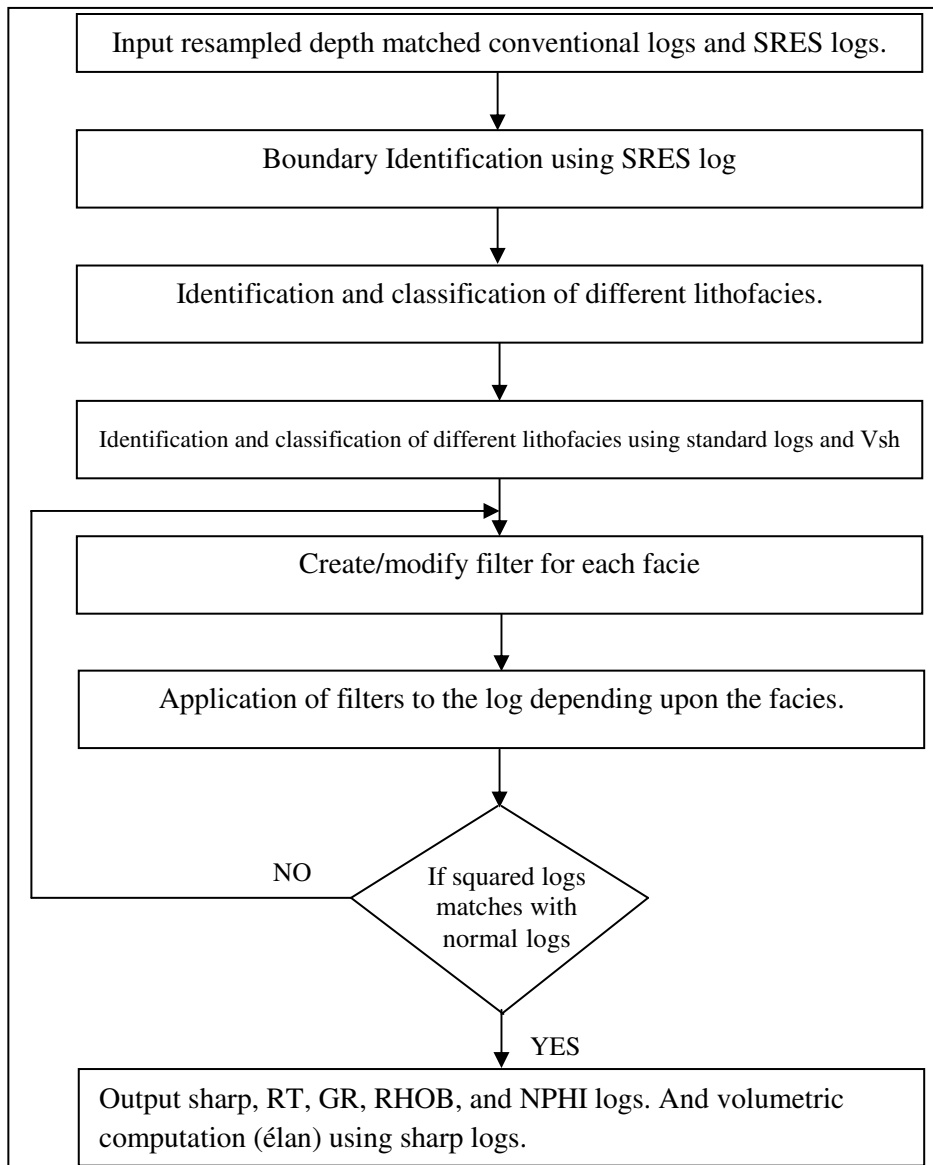 Input resampled depth matched conventional logs and SRES logs.
Boundary Identification using SRES log
Identification and classification of different lithofacies.
Identification and classification of different lithofacies using standard logs and Vsh
Create/modify filter for each facie
Application of filters to the log depending upon the facies.
NO
If squared logs
matches with
normal logs
YES
Output sharp, RT, GR, RHOB, and NPHI logs. And volumetric
computation (élan) using sharp logs.